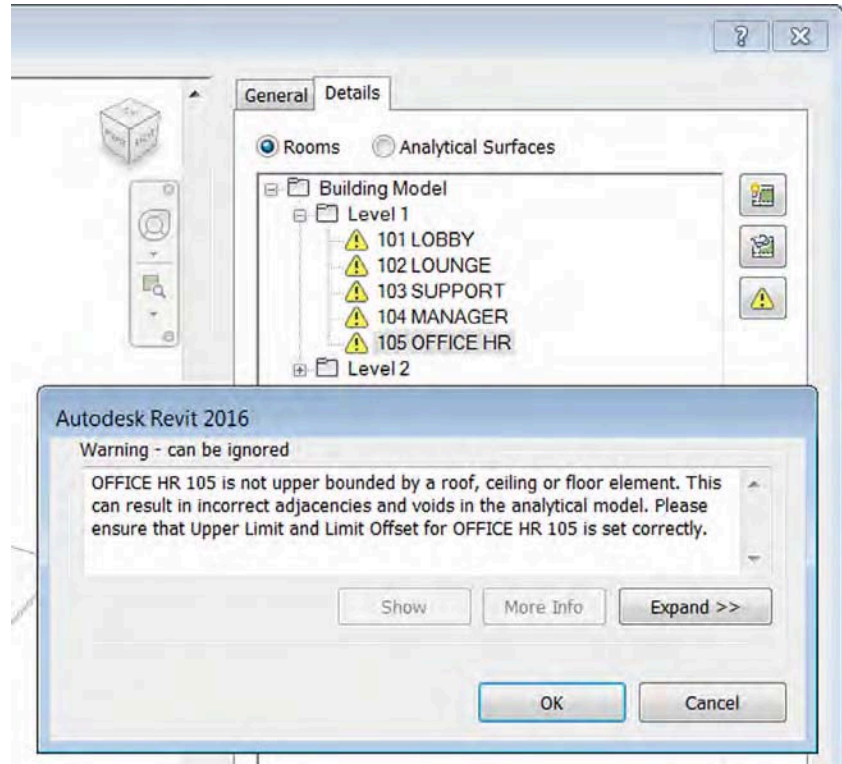 General Details
Rooms Analytical Surfaces
Building Model
Level 1
101 LOBBY
102 LOUNGE
103 SUPPORT
104 MANAGER
105 OFFICE HR
Level 2
Autodesk Revit 2016
Warning - can be ignored
OFFICE HR 105 is not upper bounded by a roof, ceiling or floor element. This
can result in incorrect adjacencies and voids in the analytical model. Please
ensure that Upper Limit and Limit Offset for OFFICE HR 105 is set correctly.
Show More Info Expand >>
OK Cancel